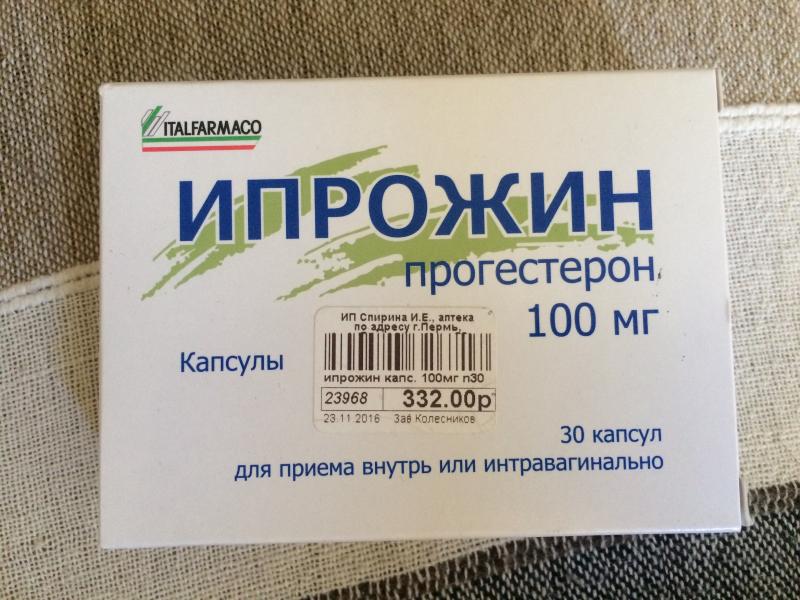 ITALFARMACO
ИПРОЖИН
прогестерон
100 мг
ИП Спирина И.Е., аптека
по адресу г.Пермь,
Капсулы
ипрожин капс. 100мг n30
23968 332.00р
23.11.2016 Зав Колесников
30 капсул
для приема внутрь или интравагинально